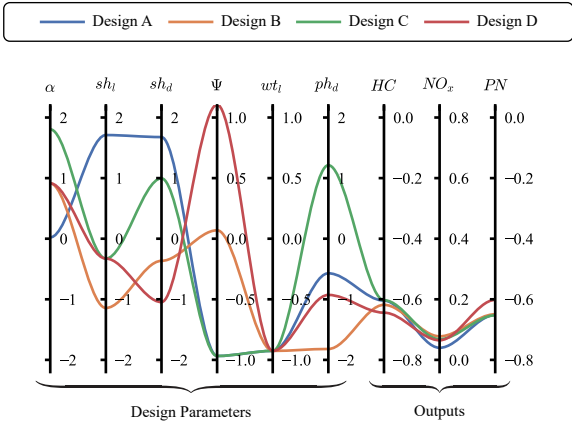 Design A Design B Design C Design D
α sh_l sh_d Ψ wt_l ph_d HC NO_x PN
2 2 2 1.0 1.0 2 0.0 0.8 0.0
1 1 1 0.5 0.5 1 −0.2 0.6 −0.2
0 0 0 0.0 0.0 0 −0.4 0.4 −0.4
−1 −1 −1 −0.5 −0.5 −1 −0.6 0.2 −0.6
−2 −2 −2 −1.0 −1.0 −2 −0.8 0.0 −0.8
Design Parameters Outputs